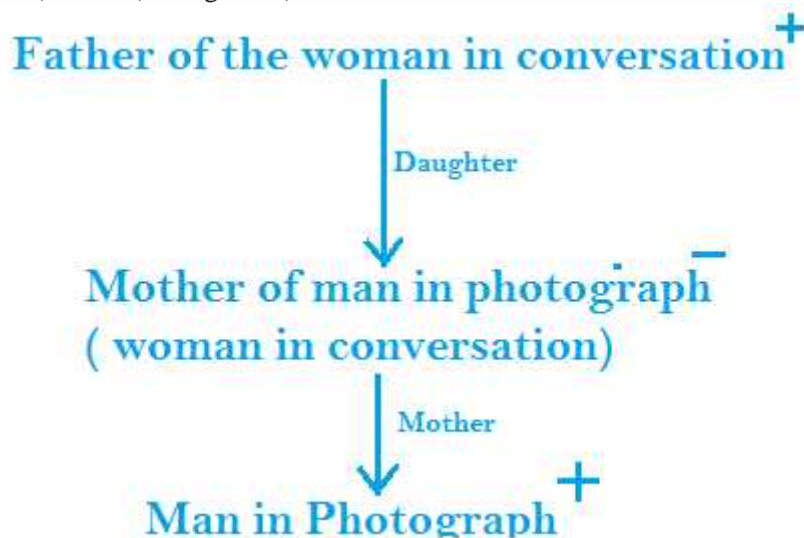 Father of the woman in conversation+
Daughter
Mother of man in photograph−
( woman in conversation)
Mother
Man in Photograph+